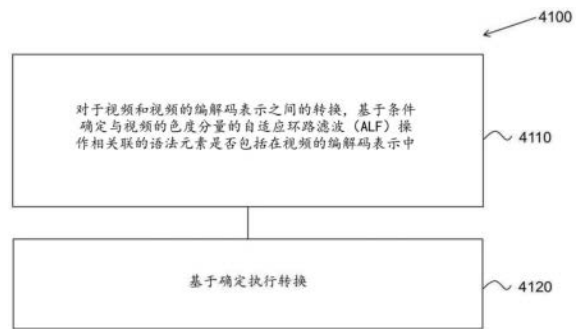 4100
对于视频和视频的编解码表示之间的转换，基于条件
确定与视频的色度分量的自适应环路滤波（ALF）操
作相关联的语法元素是否包括在视频的编解码表示中
4110
基于确定执行转换
4120